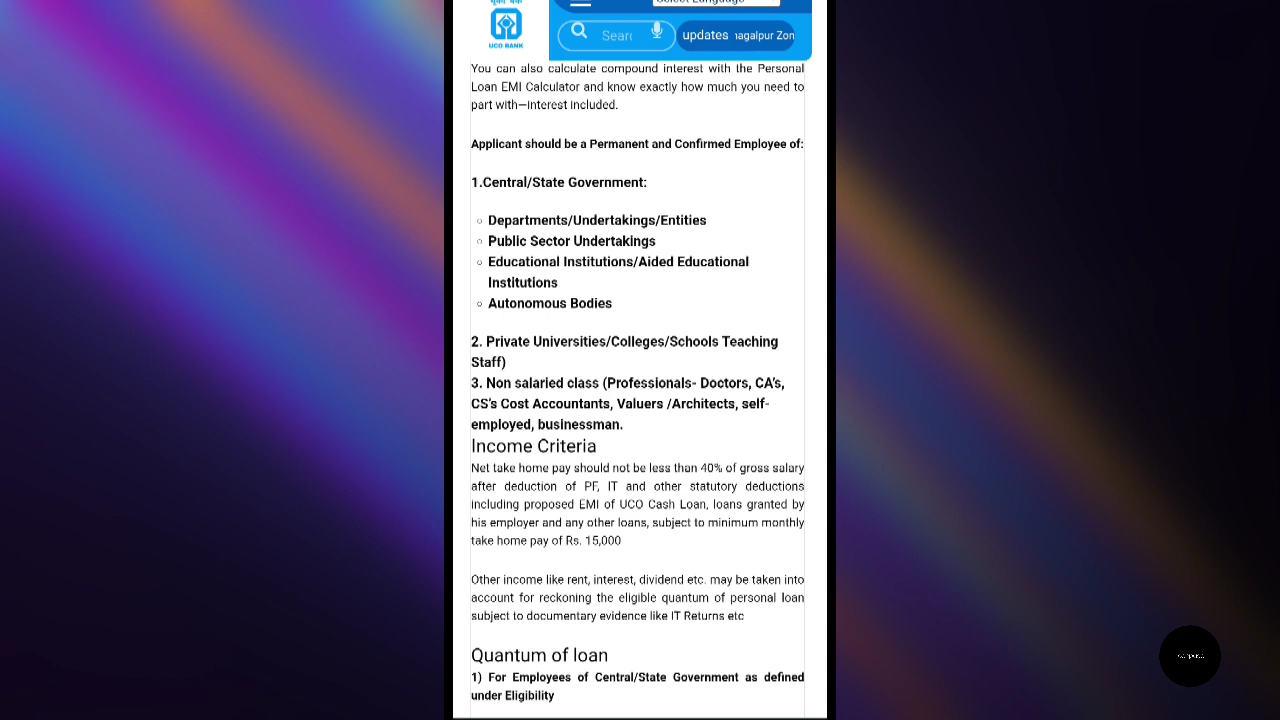 UCO BANK
Select Language
updates
You can also calculate compound interest with the Personal
Loan EMI Calculator and know exactly how much you need to
part with—interest included.
Applicant should be a Permanent and Confirmed Employee of:
1.Central/State Government:
Departments/Undertakings/Entities
Public Sector Undertakings
Educational Institutions/Aided Educational
Institutions
Autonomous Bodies
2. Private Universities/Colleges/Schools Teaching
Staff)
3. Non salaried class (Professionals- Doctors, CA's,
CS's Cost Accountants, Valuers /Architects, self-
employed, businessman.
Income Criteria
Net take home pay should not be less than 40% of gross salary
after deduction of PF, IT and other statutory deductions
including proposed EMI of UCO Cash Loan, loans granted by
his employer and any other loans, subject to minimum monthly
take home pay of Rs. 15,000
Other income like rent, interest, dividend etc. may be taken into
account for reckoning the eligible quantum of personal loan
subject to documentary evidence like IT Returns etc
Quantum of loan
1) For Employees of Central/State Government as defined
under Eligibility